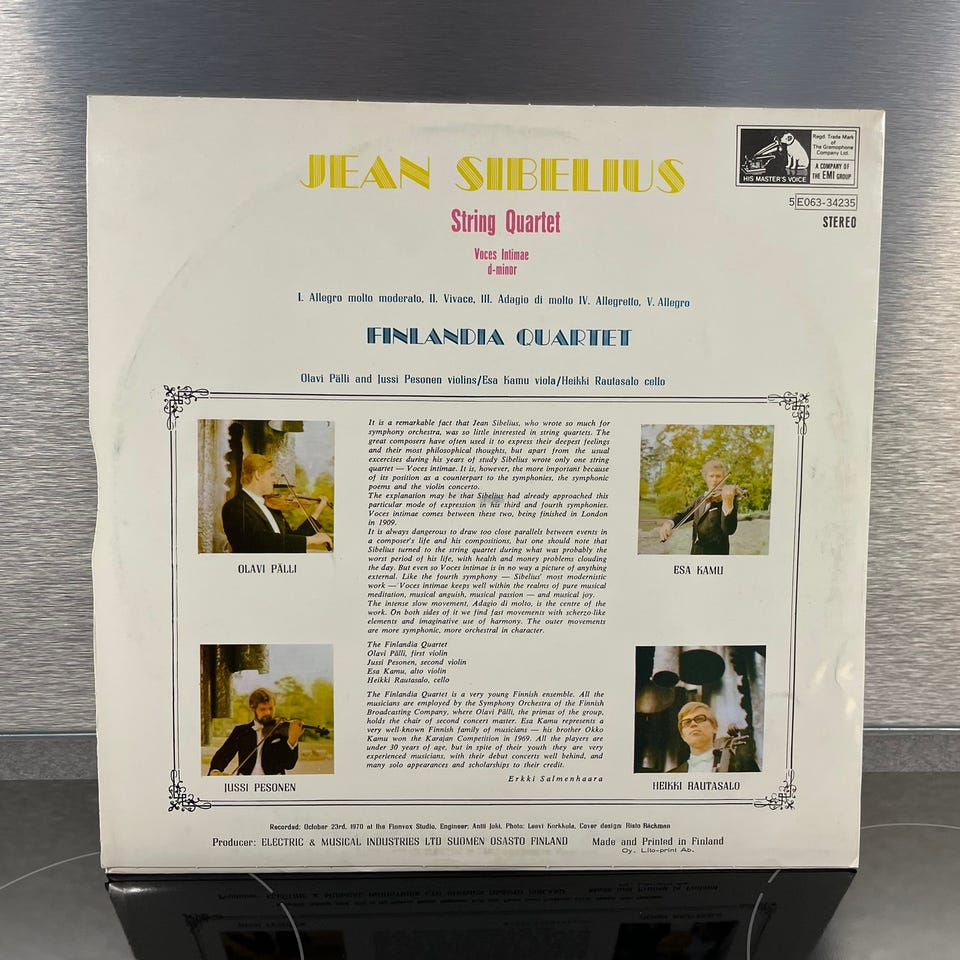 JEAN SIBELIUS
HIS MASTER'S VOICE
Regd. Trade Mark
of The Gramophone
Company Ltd.
A COMPANY OF
THE EMI GROUP
5E063-34235
STEREO
String Quartet
Voces Intimae
d-minor
I. Allegro molto moderato, II. Vivace, III. Adagio di molto IV. Allegretto, V. Allegro
FINLANDIA QUARTET
Olavi Pälli and Jussi Pesonen violins/Esa Kamu viola/Heikki Rautasalo cello
It is a remarkable fact that Jean Sibelius, who wrote so much for
symphony orchestra, was so little interested in string quartets. The
great composers have often used it to express their deepest feelings
and their most philosophical thoughts, but apart from the usual
excercises during his years of study Sibelius wrote only one string
quartet — Voces intimae. It is, however, the more important because
of its position as a counterpart to the symphonies, the symphonic
poems and the violin concerto.
The explanation may be that Sibelius had already approached this
particular mode of expression in his third and fourth symphonies.
Voces intimae comes between these two, being finished in London
in 1909.
It is always dangerous to draw too close parallels between events in
a composer's life and his compositions, but one should note that
Sibelius turned to the string quartet during what was probably the
worst period of his life, with health and money problems clouding
the day. But even so Voces intimae is in no way a picture of anything
external. Like the fourth symphony — Sibelius' most modernistic
work — Voces intimae keeps well within the realms of pure musical
meditation, musical anguish, musical passion — and musical joy.
The intense slow movement, Adagio di molto, is the centre of the
work. On both sides of it we find fast movements with scherzo-like
elements and imaginative use of harmony. The outer movements
are more symphonic, more orchestral in character.
The Finlandia Quartet
Olavi Pälli, first violin
Jussi Pesonen, second violin
Esa Kamu, alto violin
Heikki Rautasalo, cello
The Finlandia Quartet is a very young Finnish ensemble. All the
musicians are employed by the Symphony Orchestra of the Finnish
Broadcasting Company, where Olavi Pälli, the primas of the group,
holds the chair of second concert master. Esa Kamu represents a
very well-known Finnish family of musicians — his brother Okko
Kamu won the Karajan Competition in 1969. All the players are
under 30 years of age, but in spite of their youth they are very
experienced musicians, with their debut concerts well behind, and
many solo appearances and scholarships to their credit.
Erkki Salmenhaara
OLAVI PÄLLI
ESA KAMU
JUSSI PESONEN
HEIKKI RAUTASALO
Recorded: October 23rd, 1970 at the Finnvox Studio, Engineer: Antti Joki, Photo: Leevi Korkkula, Cover design: Risto Rächman
Producer: ELECTRIC & MUSICAL INDUSTRIES LTD SUOMEN OSASTO FINLAND Made and Printed in Finland
Oy. Lito-print Ab.